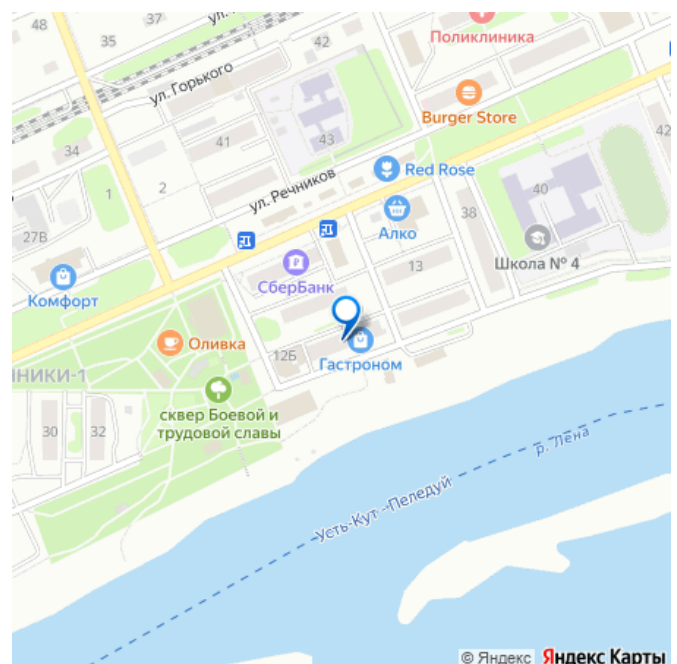 48
35
37
ул.
42
Поликлиника
ул. Горького
Burger Store
41
43
42
34
Red Rose
1
2
ул. Речников
40
38
27В
Алко
Школа № 4
СберБанк
13
Комфорт
Оливка
12Б
Гастроном
ННИКИ-1
сквер Боевой и
трудовой славы
30
32
р. Лена
Усть-Кут - Пеледуй
© Яндекс Яндекс Карты